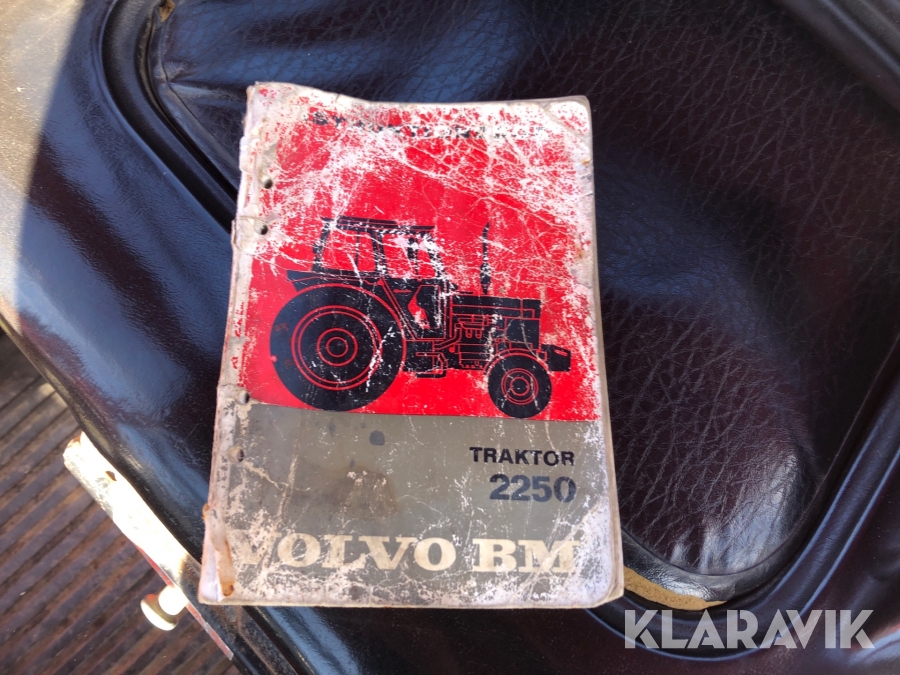 TRAKTOR
2250
VOLVO BM
KLARAVIK